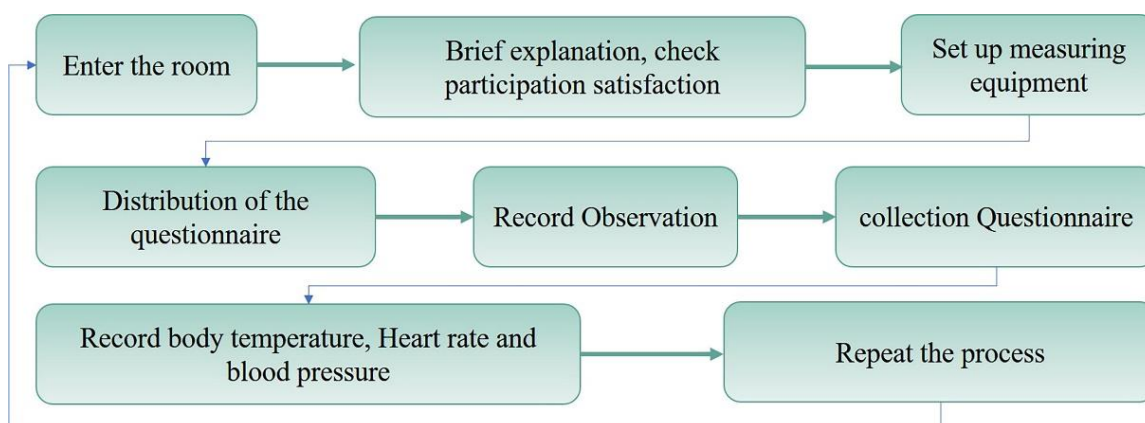 Enter the room
Brief explanation, check
participation satisfaction
Set up measuring
equipment
Distribution of the
questionnaire
Record Observation
collection Questionnaire
Record body temperature, Heart rate and
blood pressure
Repeat the process